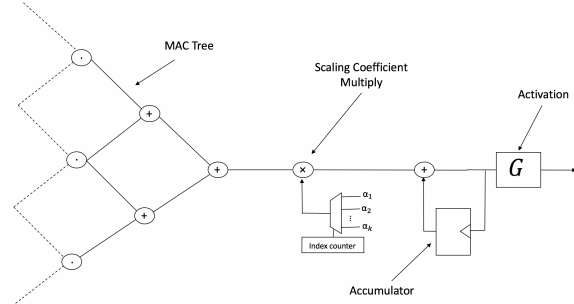 MAC Tree
Scaling Coefficient
Multiply
Activation
·
+
·
+
+
×
+
G
α1
α2
⋮
αk
Index counter
·
Accumulator